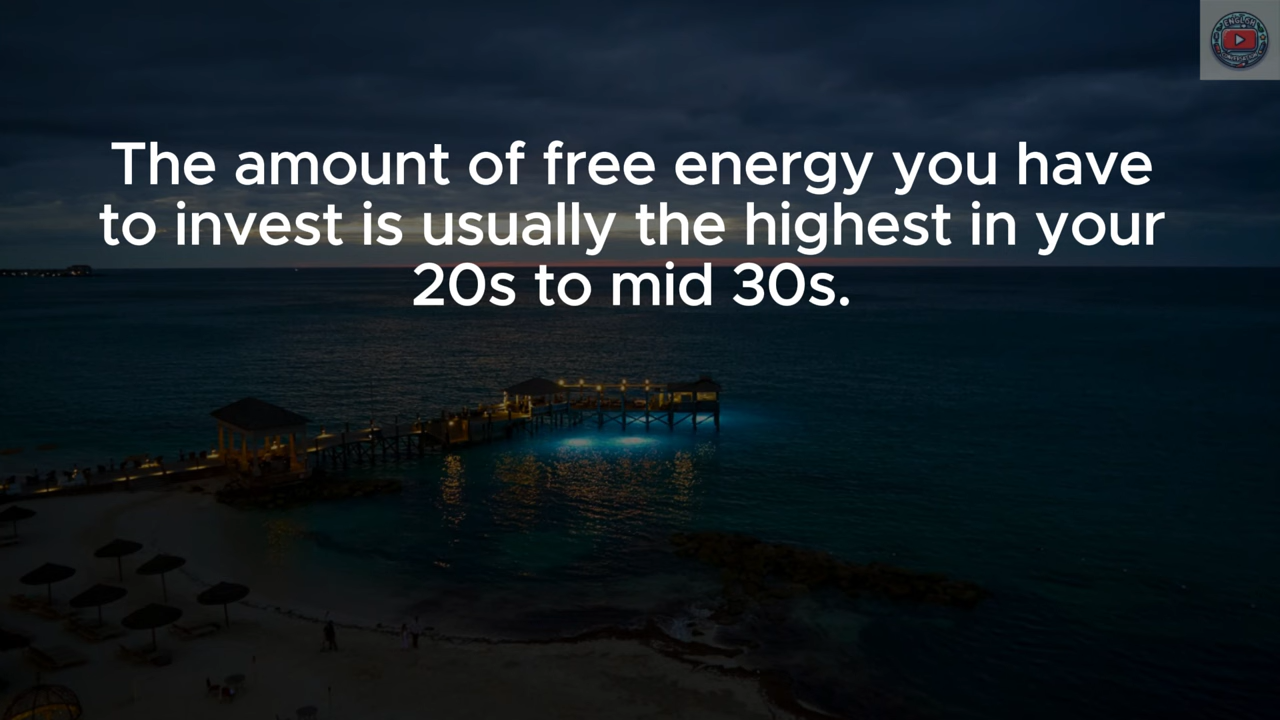 The amount of free energy you have
to invest is usually the highest in your
20s to mid 30s.
ENGLISH